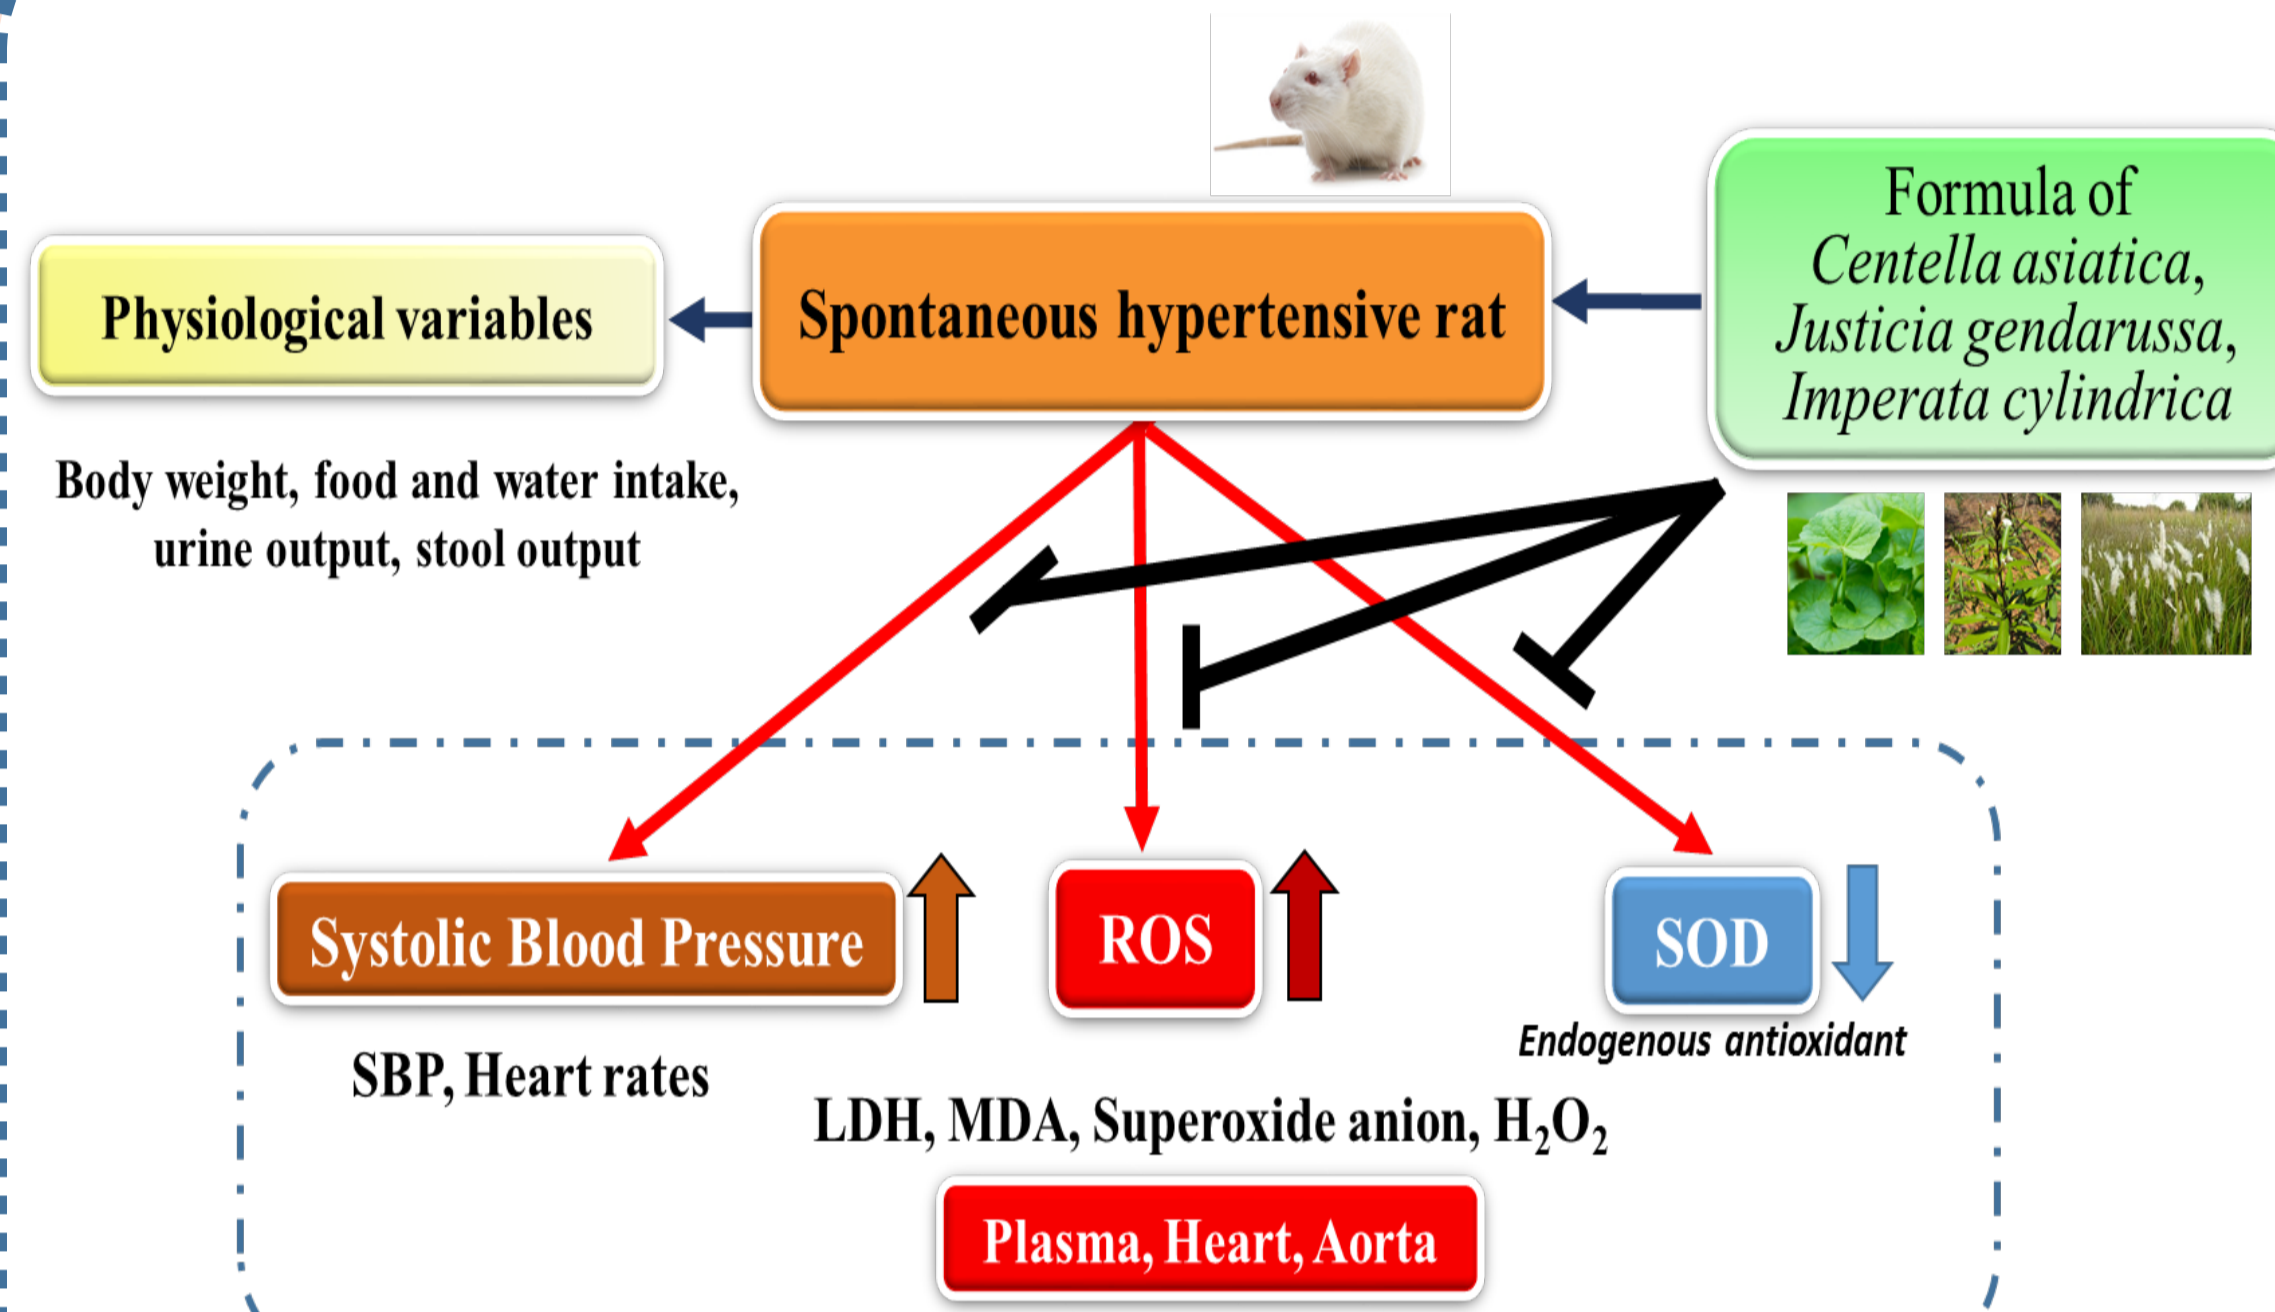 Formula of
Centella asiatica,
Justicia gendarussa,
Imperata cylindrica
Spontaneous hypertensive rat
Physiological variables
Body weight, food and water intake,
urine output, stool output
Systolic Blood Pressure
ROS
SOD
Endogenous antioxidant
SBP, Heart rates
LDH, MDA, Superoxide anion, H₂O₂
Plasma, Heart, Aorta